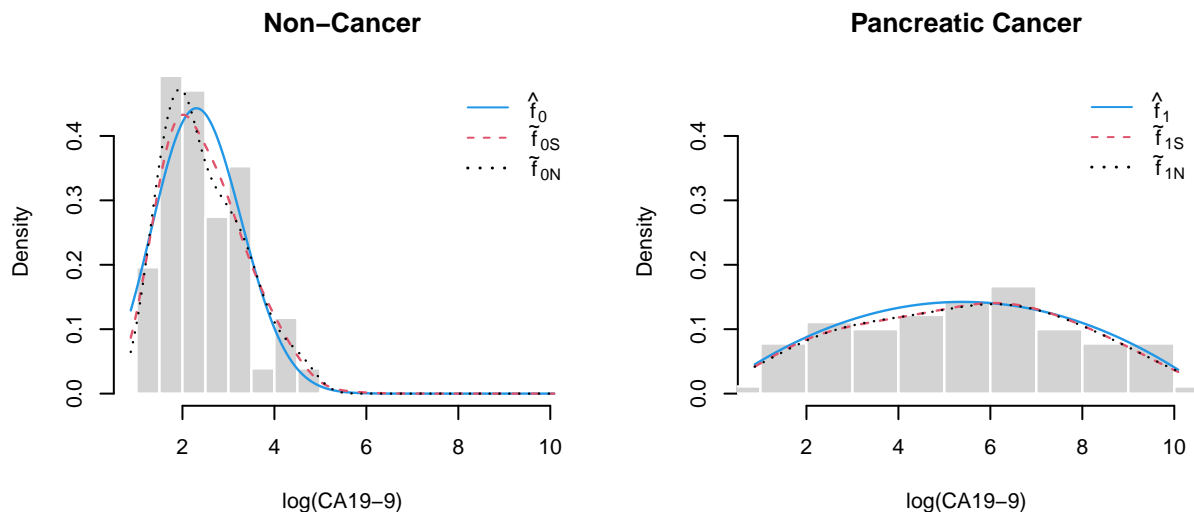 Non−Cancer
f̂0
f̃0S
f̃0N
0.4
0.3
0.2
0.1
0.0
Density
2 4 6 8 10
log(CA19−9)
Pancreatic Cancer
f̂1
f̃1S
f̃1N
0.4
0.3
0.2
0.1
0.0
Density
2 4 6 8 10
log(CA19−9)